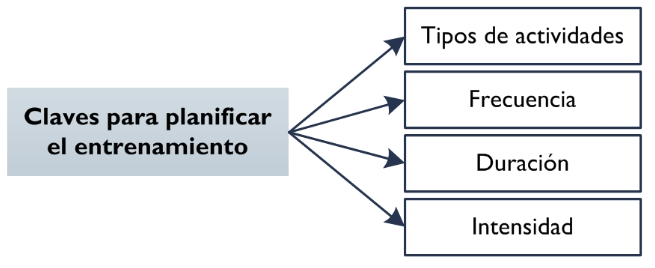 Claves para planificar
el entrenamiento
Tipos de actividades
Frecuencia
Duración
Intensidad